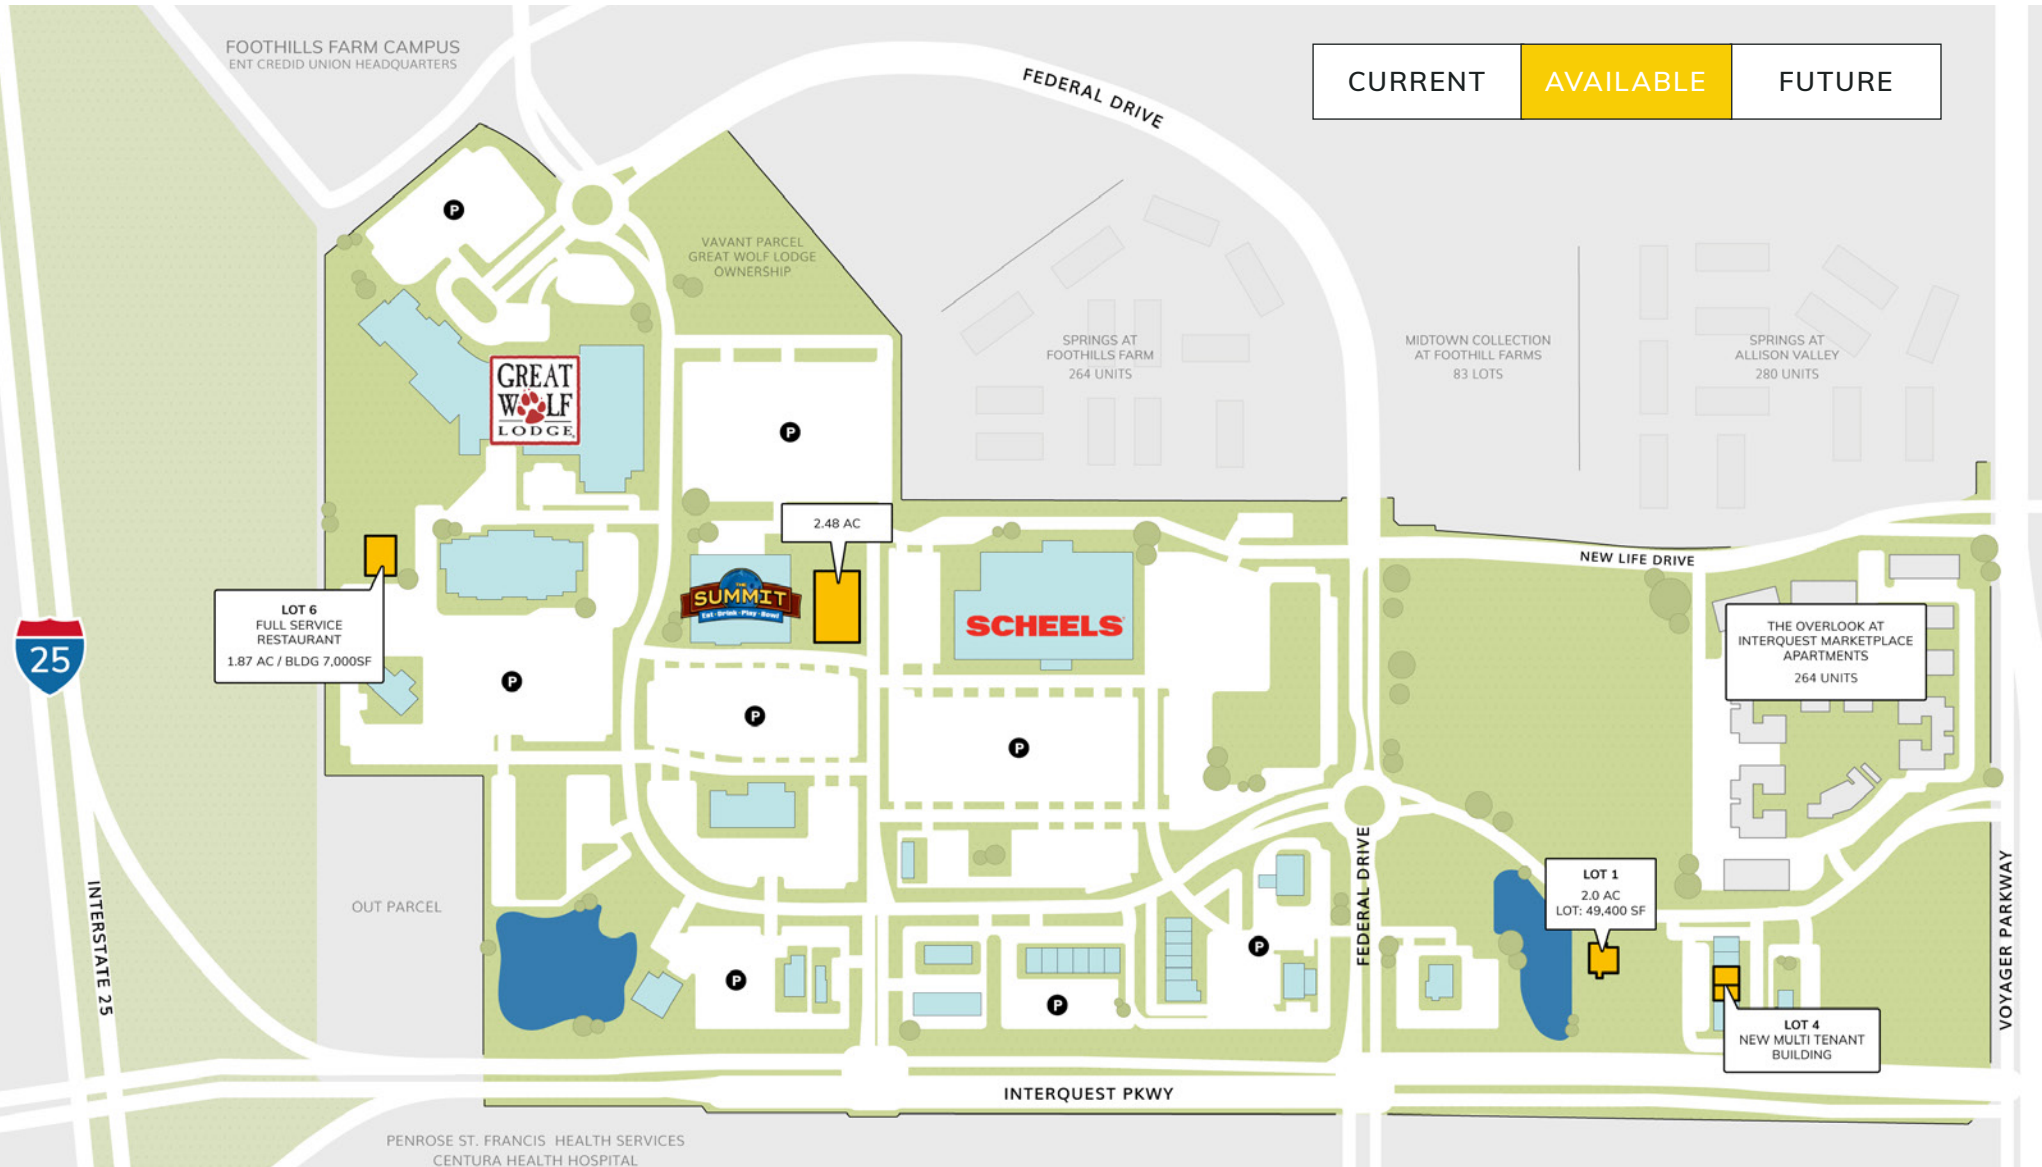 FOOTHILLS FARM CAMPUS
ENT CREDID UNION HEADQUARTERS
FEDERAL DRIVE
CURRENT
AVAILABLE
FUTURE
P
VAVANT PARCEL
GREAT WOLF LODGE
OWNERSHIP
SPRINGS AT
FOOTHILLS FARM
264 UNITS
MIDTOWN COLLECTION
AT FOOTHILL FARMS
83 LOTS
SPRINGS AT
ALLISON VALLEY
280 UNITS
GREAT
WOLF
LODGE
P
2.48 AC
NEW LIFE DRIVE
LOT 6
FULL SERVICE
RESTAURANT
1.87 AC / BLDG 7,000SF
THE
SUMMIT
Eat · Drink · Play · Bowl
SCHEELS
THE OVERLOOK AT
INTERQUEST MARKETPLACE
APARTMENTS
264 UNITS
25
P
P
P
INTERSTATE 25
OUT PARCEL
FEDERAL DRIVE
LOT 1
2.0 AC
LOT: 49,400 SF
VOYAGER PARKWAY
P
P
P
LOT 4
NEW MULTI TENANT
BUILDING
INTERQUEST PKWY
PENROSE ST. FRANCIS HEALTH SERVICES
CENTURA HEALTH HOSPITAL